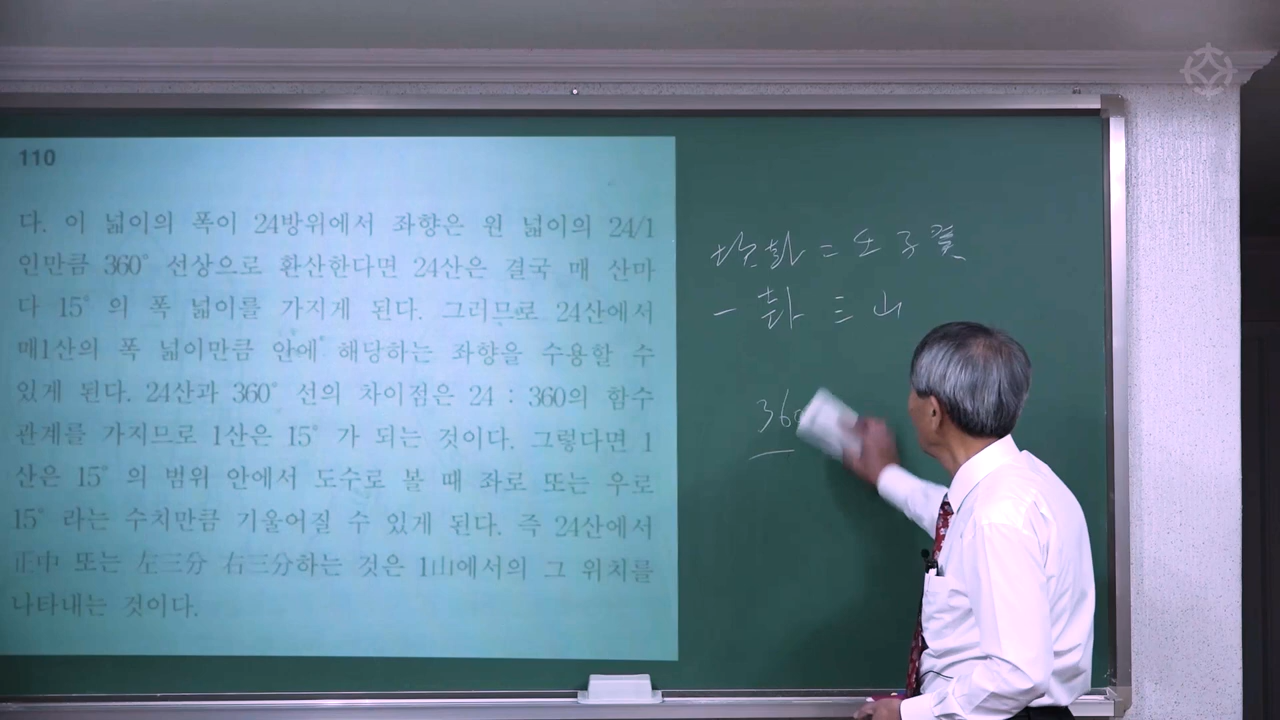 110
다. 이 넓이의 폭이 24방위에서 좌향은 원 넓이의 24/1
인만큼 360° 선상으로 환산한다면 24산은 결국 매 산마
다 15° 의 폭 넓이를 가지게 된다. 그러므로 24산에서
매1산의 폭 넓이만큼 안에 해당하는 좌향을 수용할 수
있게 된다. 24산과 360° 선의 차이점은 24 : 360의 함수
관계를 가지므로 1산은 15° 가 되는 것이다. 그렇다면 1
산은 15° 의 범위 안에서 도수로 볼 때 좌로 또는 우로
15° 라는 수치만큼 기울어질 수 있게 된다. 즉 24산에서
正中 또는 左三分 右三分하는 것은 1山에서의 그 위치를
나타내는 것이다.
坎卦二壬子癸
一卦三山
360